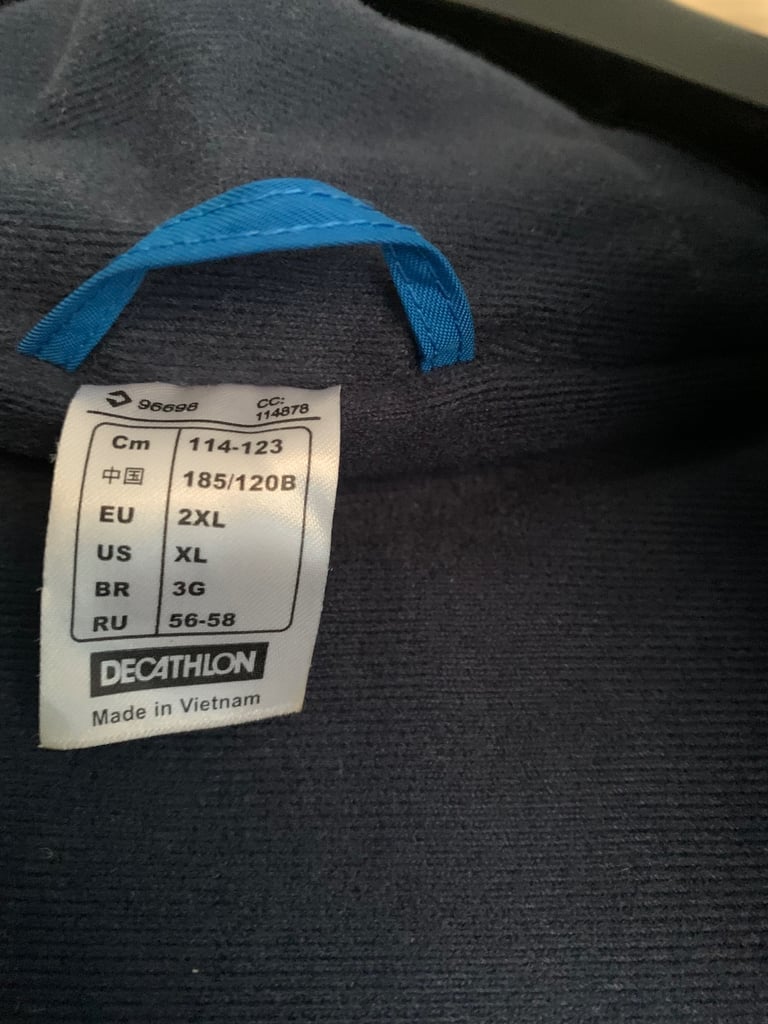 96698 CC: 114878
Cm 114-123
中国 185/120B
EU 2XL
US XL
BR 3G
RU 56-58
DECATHLON
Made in Vietnam